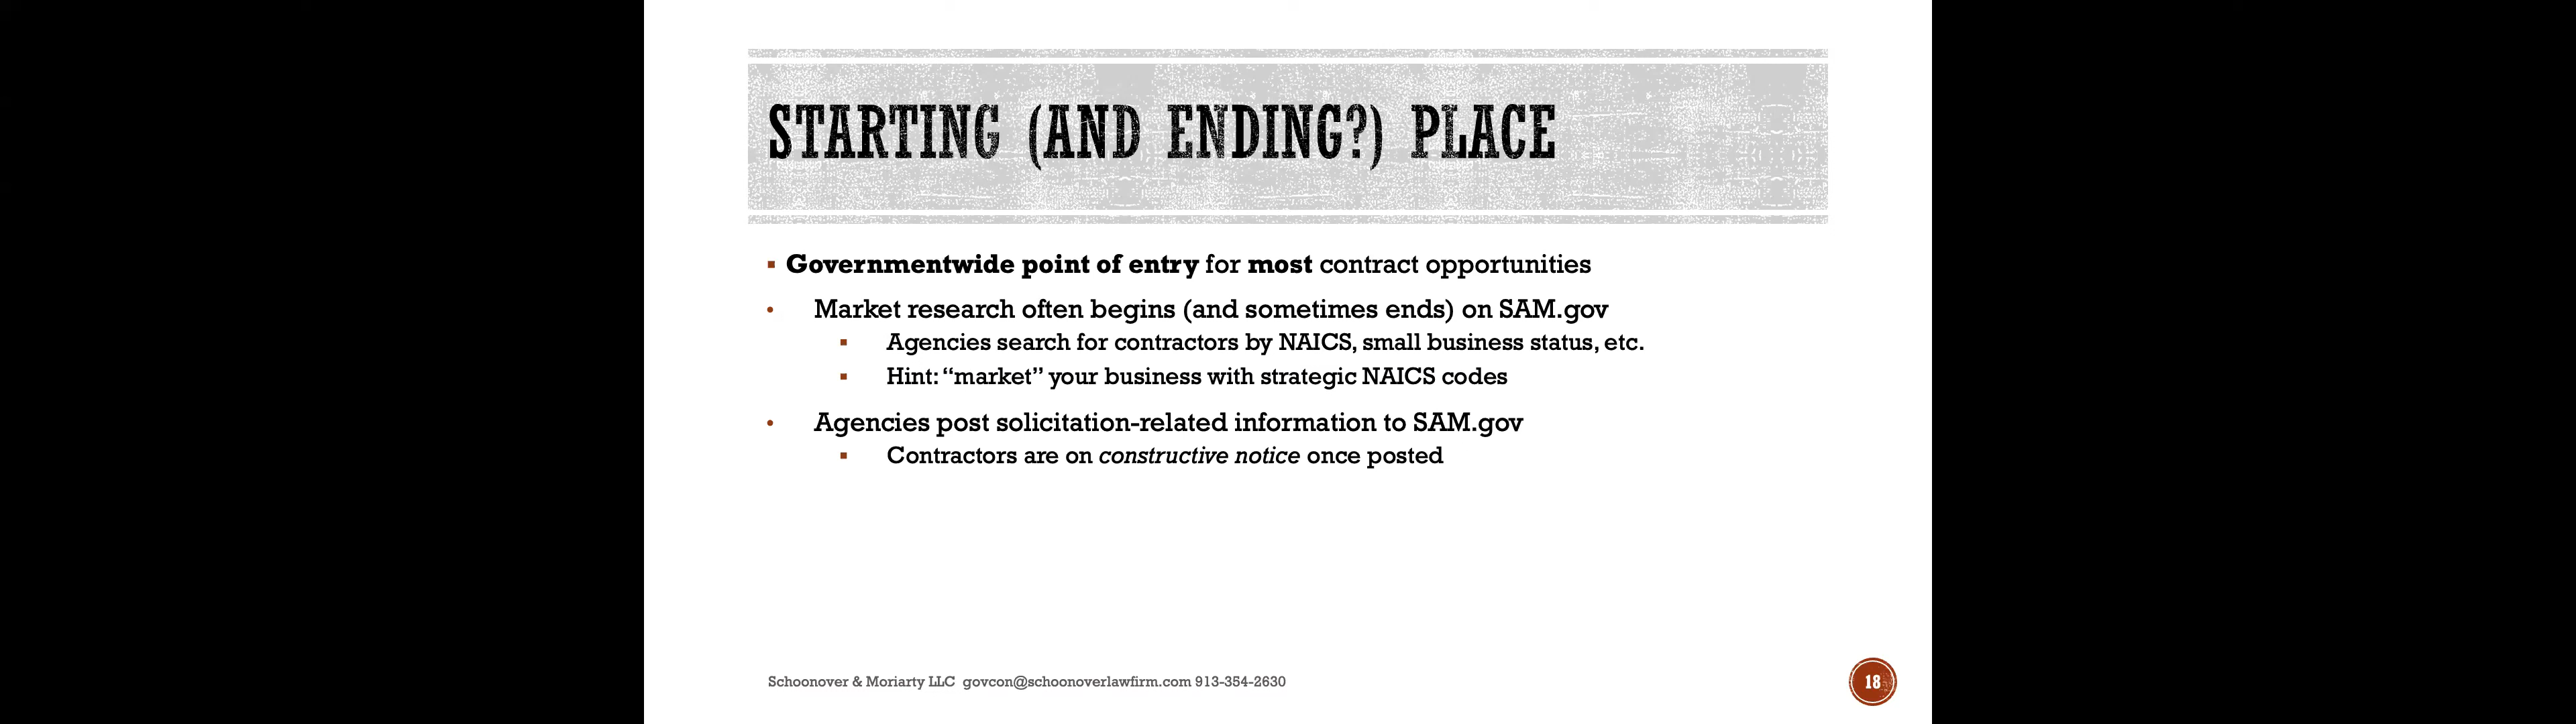 STARTING (AND ENDING?) PLACE
▪ Governmentwide point of entry for most contract opportunities
• Market research often begins (and sometimes ends) on SAM.gov
▪ Agencies search for contractors by NAICS, small business status, etc.
▪ Hint: “market” your business with strategic NAICS codes
• Agencies post solicitation-related information to SAM.gov
▪ Contractors are on constructive notice once posted
Schoonover & Moriarty LLC govcon@schoonoverlawfirm.com 913-354-2630
18